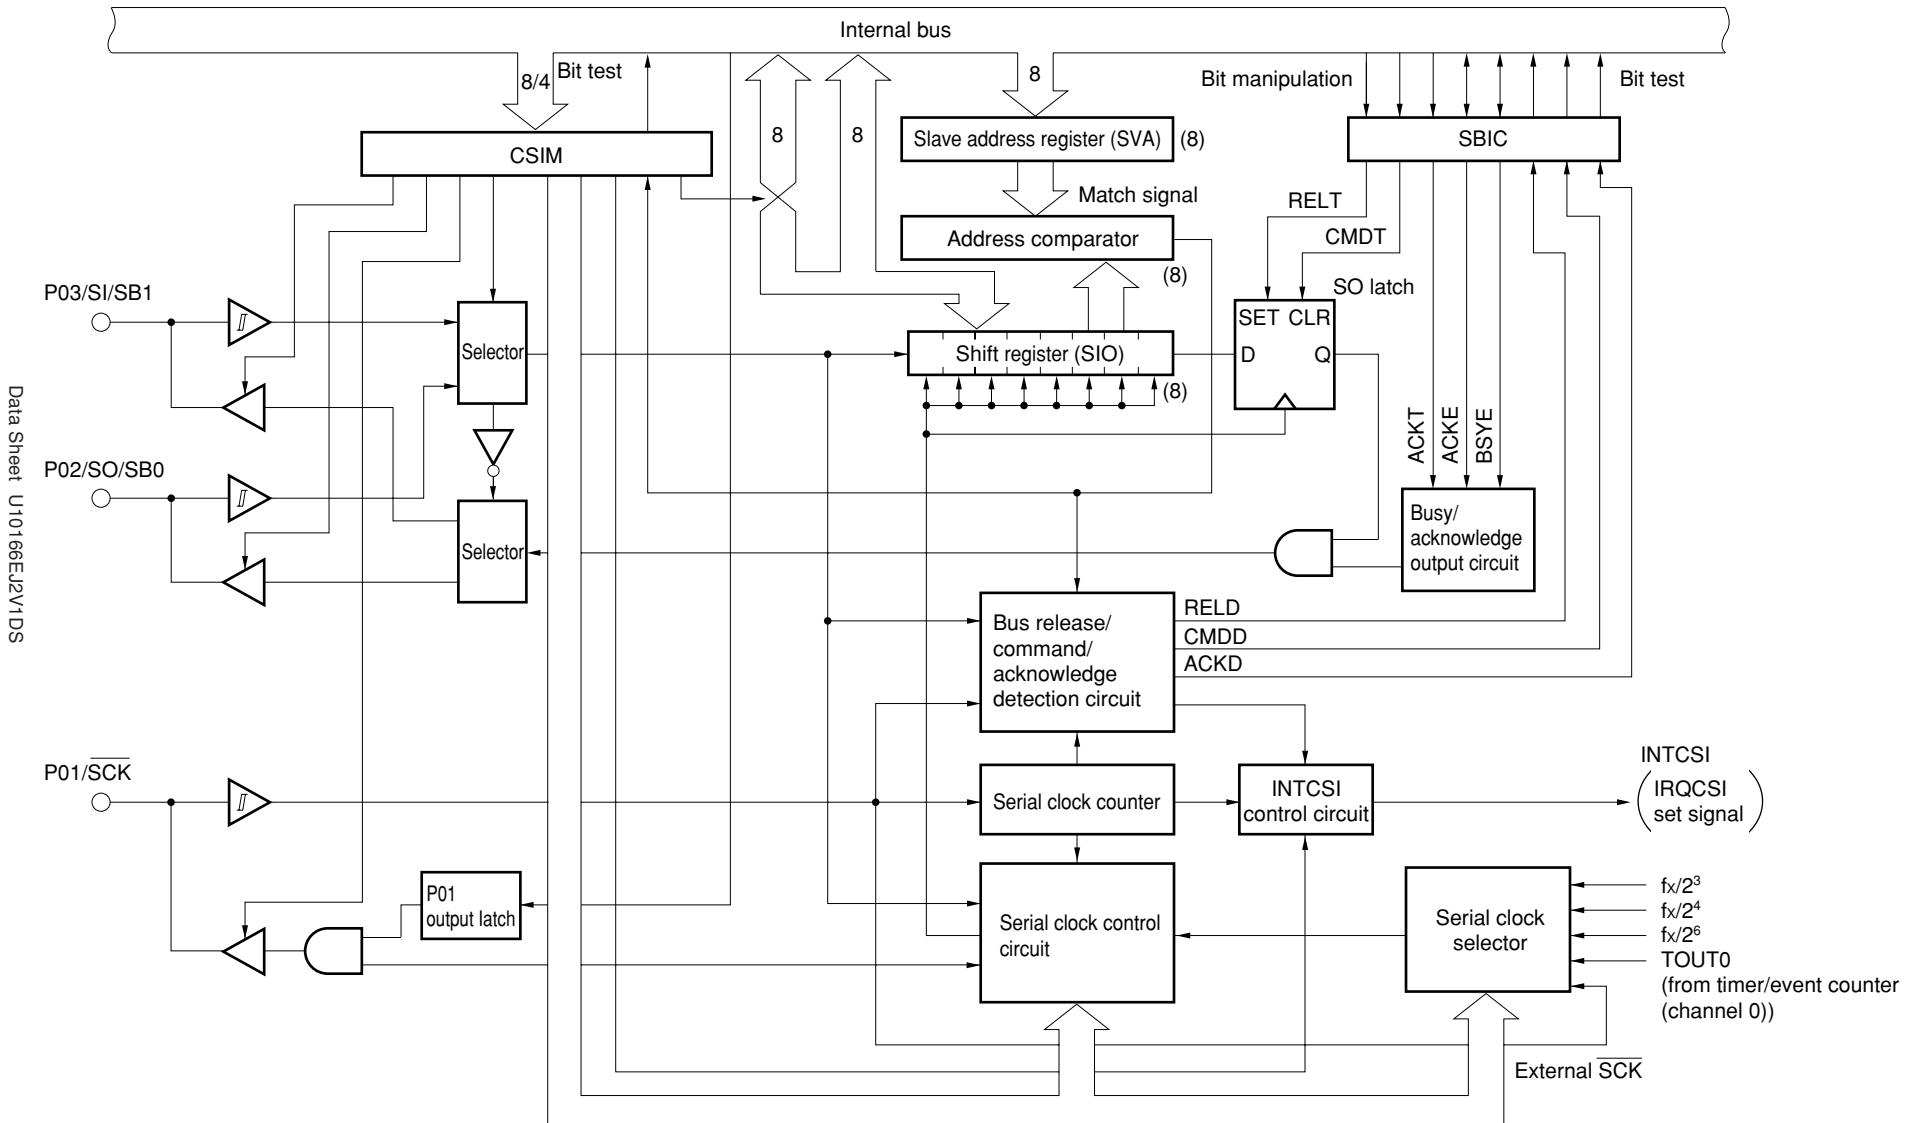 Internal bus
8/4
Bit test
8
8
8
Bit manipulation
Bit test
CSIM
Slave address register (SVA)
(8)
SBIC
Match signal
RELT
Address comparator
CMDT
(8)
P03/SI/SB1
SO latch
SET CLR
Selector
Shift register (SIO)
D
Q
(8)
ACKT
ACKE
BSYE
P02/SO/SB0
Selector
Busy/
acknowledge
output circuit
Data Sheet U10166EJ2V1DS
Bus release/
command/
acknowledge
detection circuit
RELD
CMDD
ACKD
P01/SCK
Serial clock counter
INTCSI
control circuit
INTCSI
(IRQCSI
set signal)
P01
output latch
Serial clock control
circuit
Serial clock
selector
fx/2³
fx/2⁴
fx/2⁶
TOUT0
(from timer/event counter
(channel 0))
External SCK